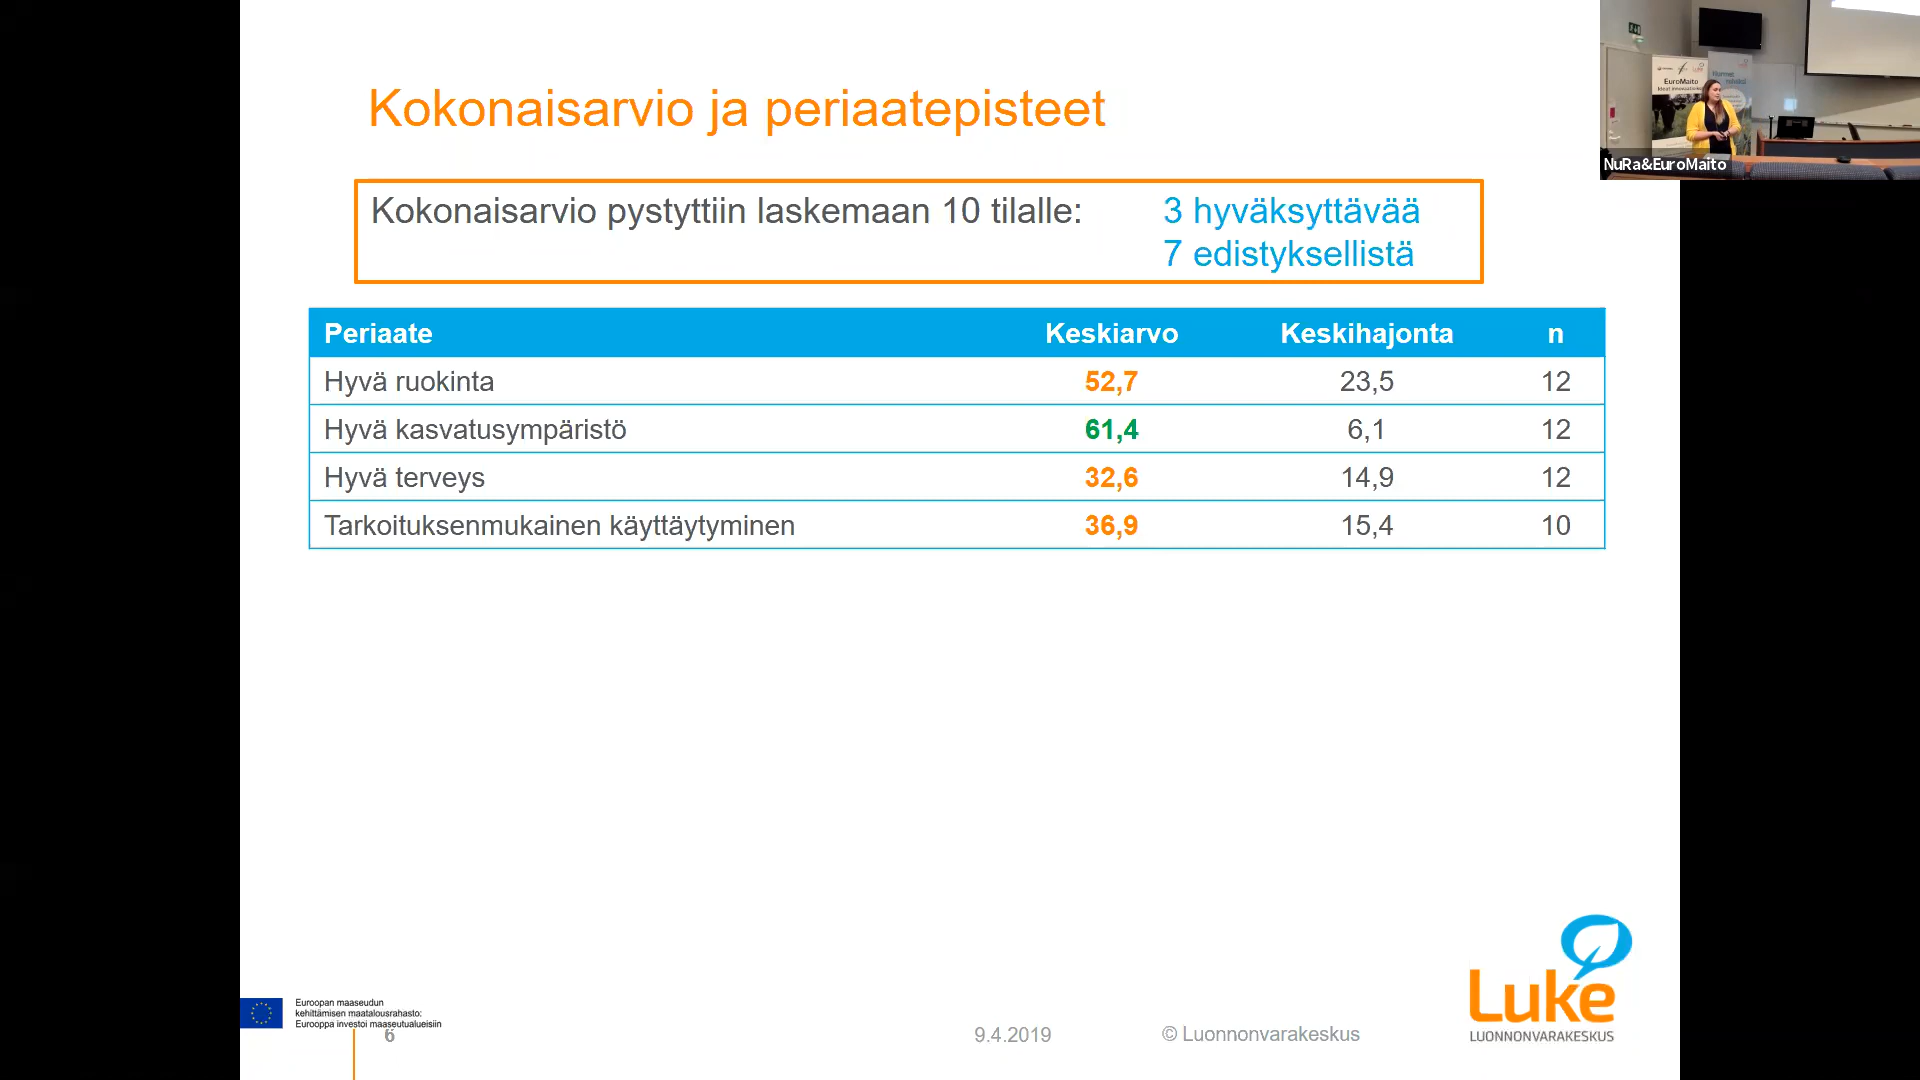 Kokonaisarvio ja periaatepisteet
Kokonaisarvio pystyttiin laskemaan 10 tilalle: 3 hyväksyttävää
7 edistyksellistä
Periaate Keskiarvo Keskihajonta n
Hyvä ruokinta 52,7 23,5 12
Hyvä kasvatusympäristö 61,4 6,1 12
Hyvä terveys 32,6 14,9 12
Tarkoituksenmukainen käyttäytyminen 36,9 15,4 10
Euroopan maaseudun
kehittämisen maatalousrahasto:
Eurooppa investoi maaseutualueisiin
6 9.4.2019 © Luonnonvarakeskus
Luke
LUONNONVARAKESKUS
EuroMaito
NuRa&EuroMaito